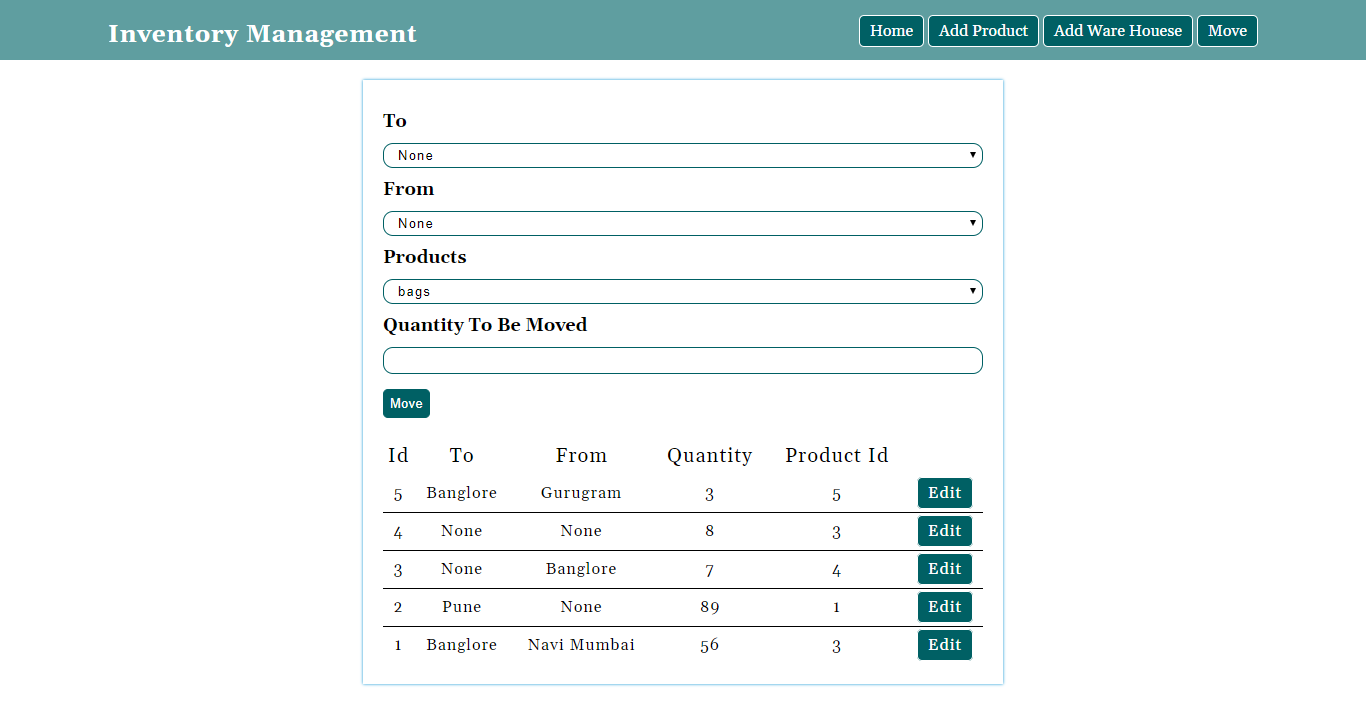 Inventory Management Home Add Product Add Ware Houese Move
To
None
From
None
Products
bags
Quantity To Be Moved
Move
Id To From Quantity Product Id
5 Banglore Gurugram 3 5 Edit
4 None None 8 3 Edit
3 None Banglore 7 4 Edit
2 Pune None 89 1 Edit
1 Banglore Navi Mumbai 56 3 Edit